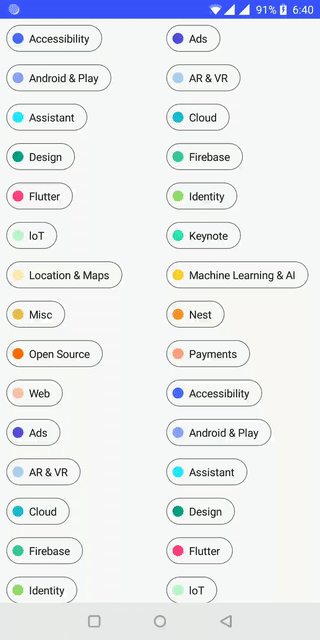 91% 6:40
Accessibility Ads
Android & Play AR & VR
Assistant Cloud
Design Firebase
Flutter Identity
IoT Keynote
Location & Maps Machine Learning & AI
Misc Nest
Open Source Payments
Web Accessibility
Ads Android & Play
AR & VR Assistant
Cloud Design
Firebase Flutter
Identity IoT